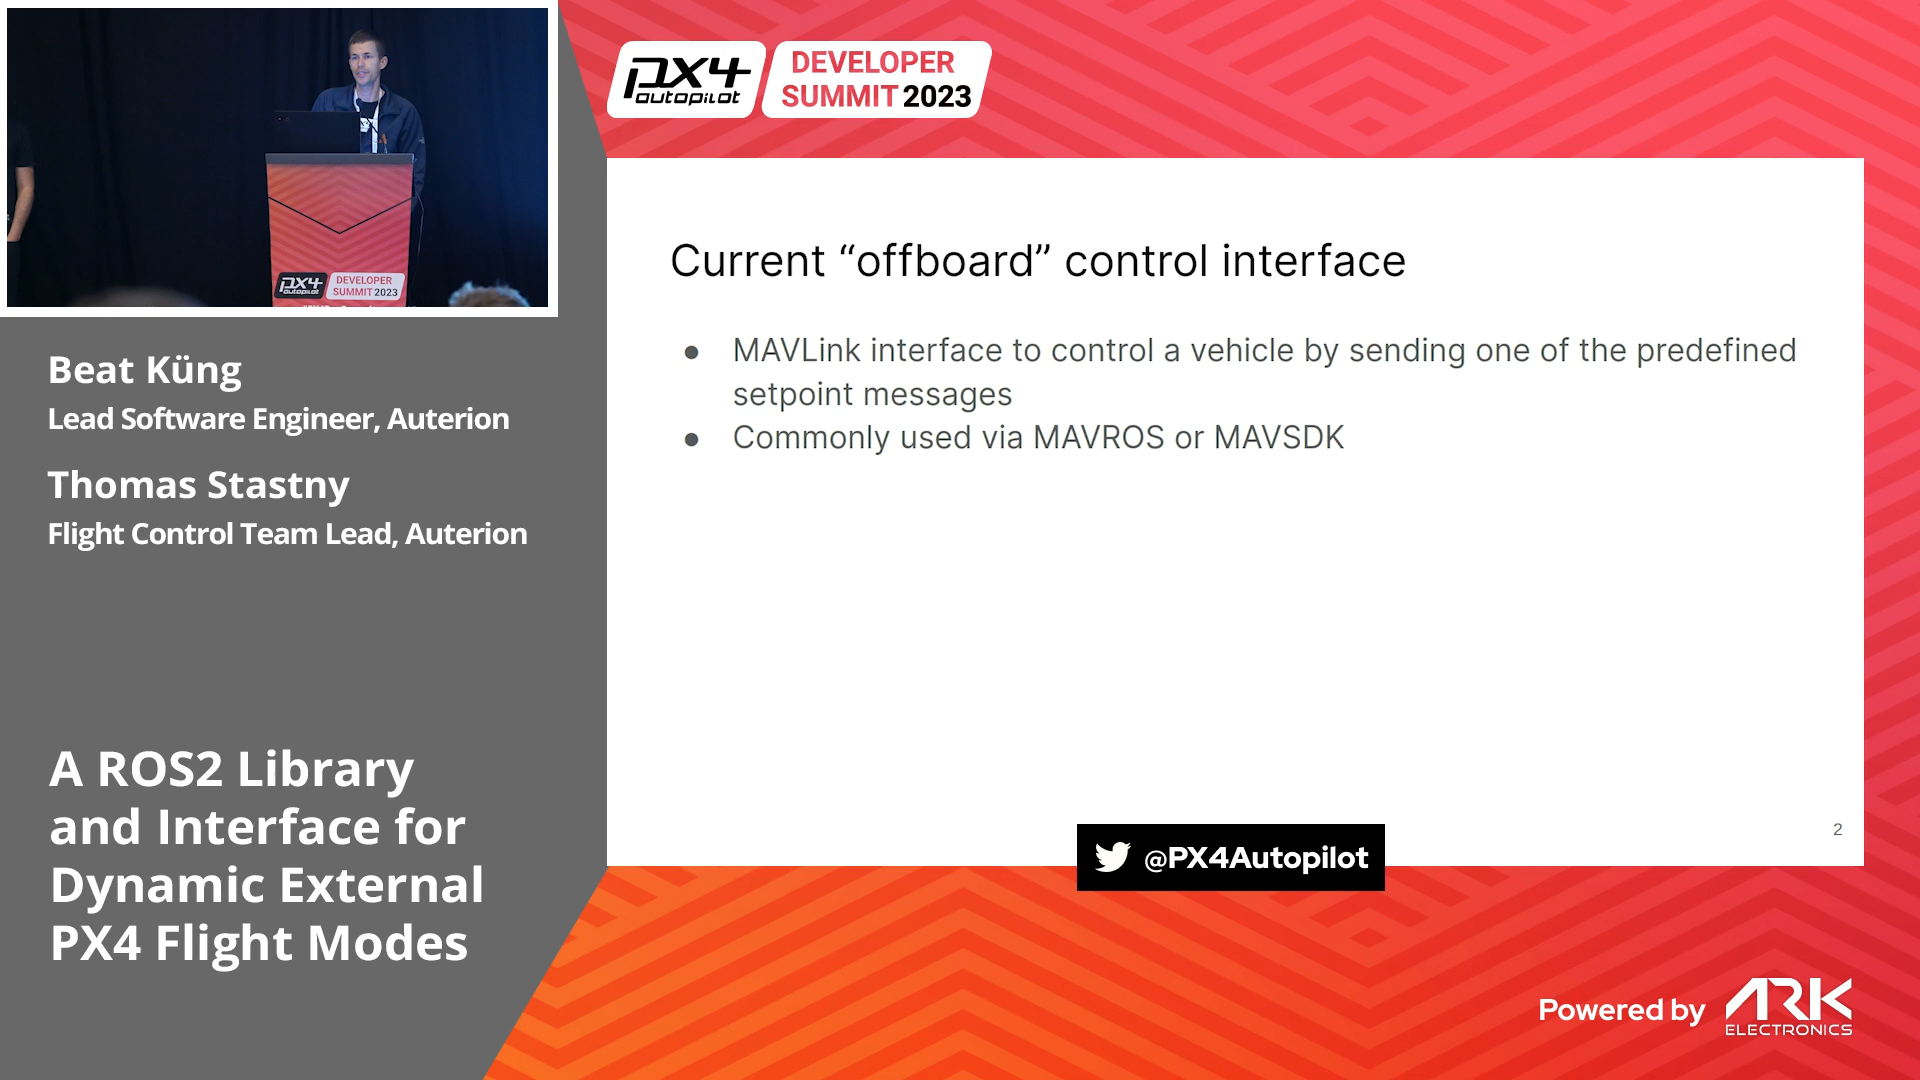 PX4
autopilot
DEVELOPER
SUMMIT 2023
PX4
autopilot
DEVELOPER
SUMMIT 2023
Beat Küng
Lead Software Engineer, Auterion
Thomas Stastny
Flight Control Team Lead, Auterion
A ROS2 Library
and Interface for
Dynamic External
PX4 Flight Modes
Current “offboard” control interface
● MAVLink interface to control a vehicle by sending one of the predefined
setpoint messages
● Commonly used via MAVROS or MAVSDK
2
@PX4Autopilot
Powered by ARK
ELECTRONICS